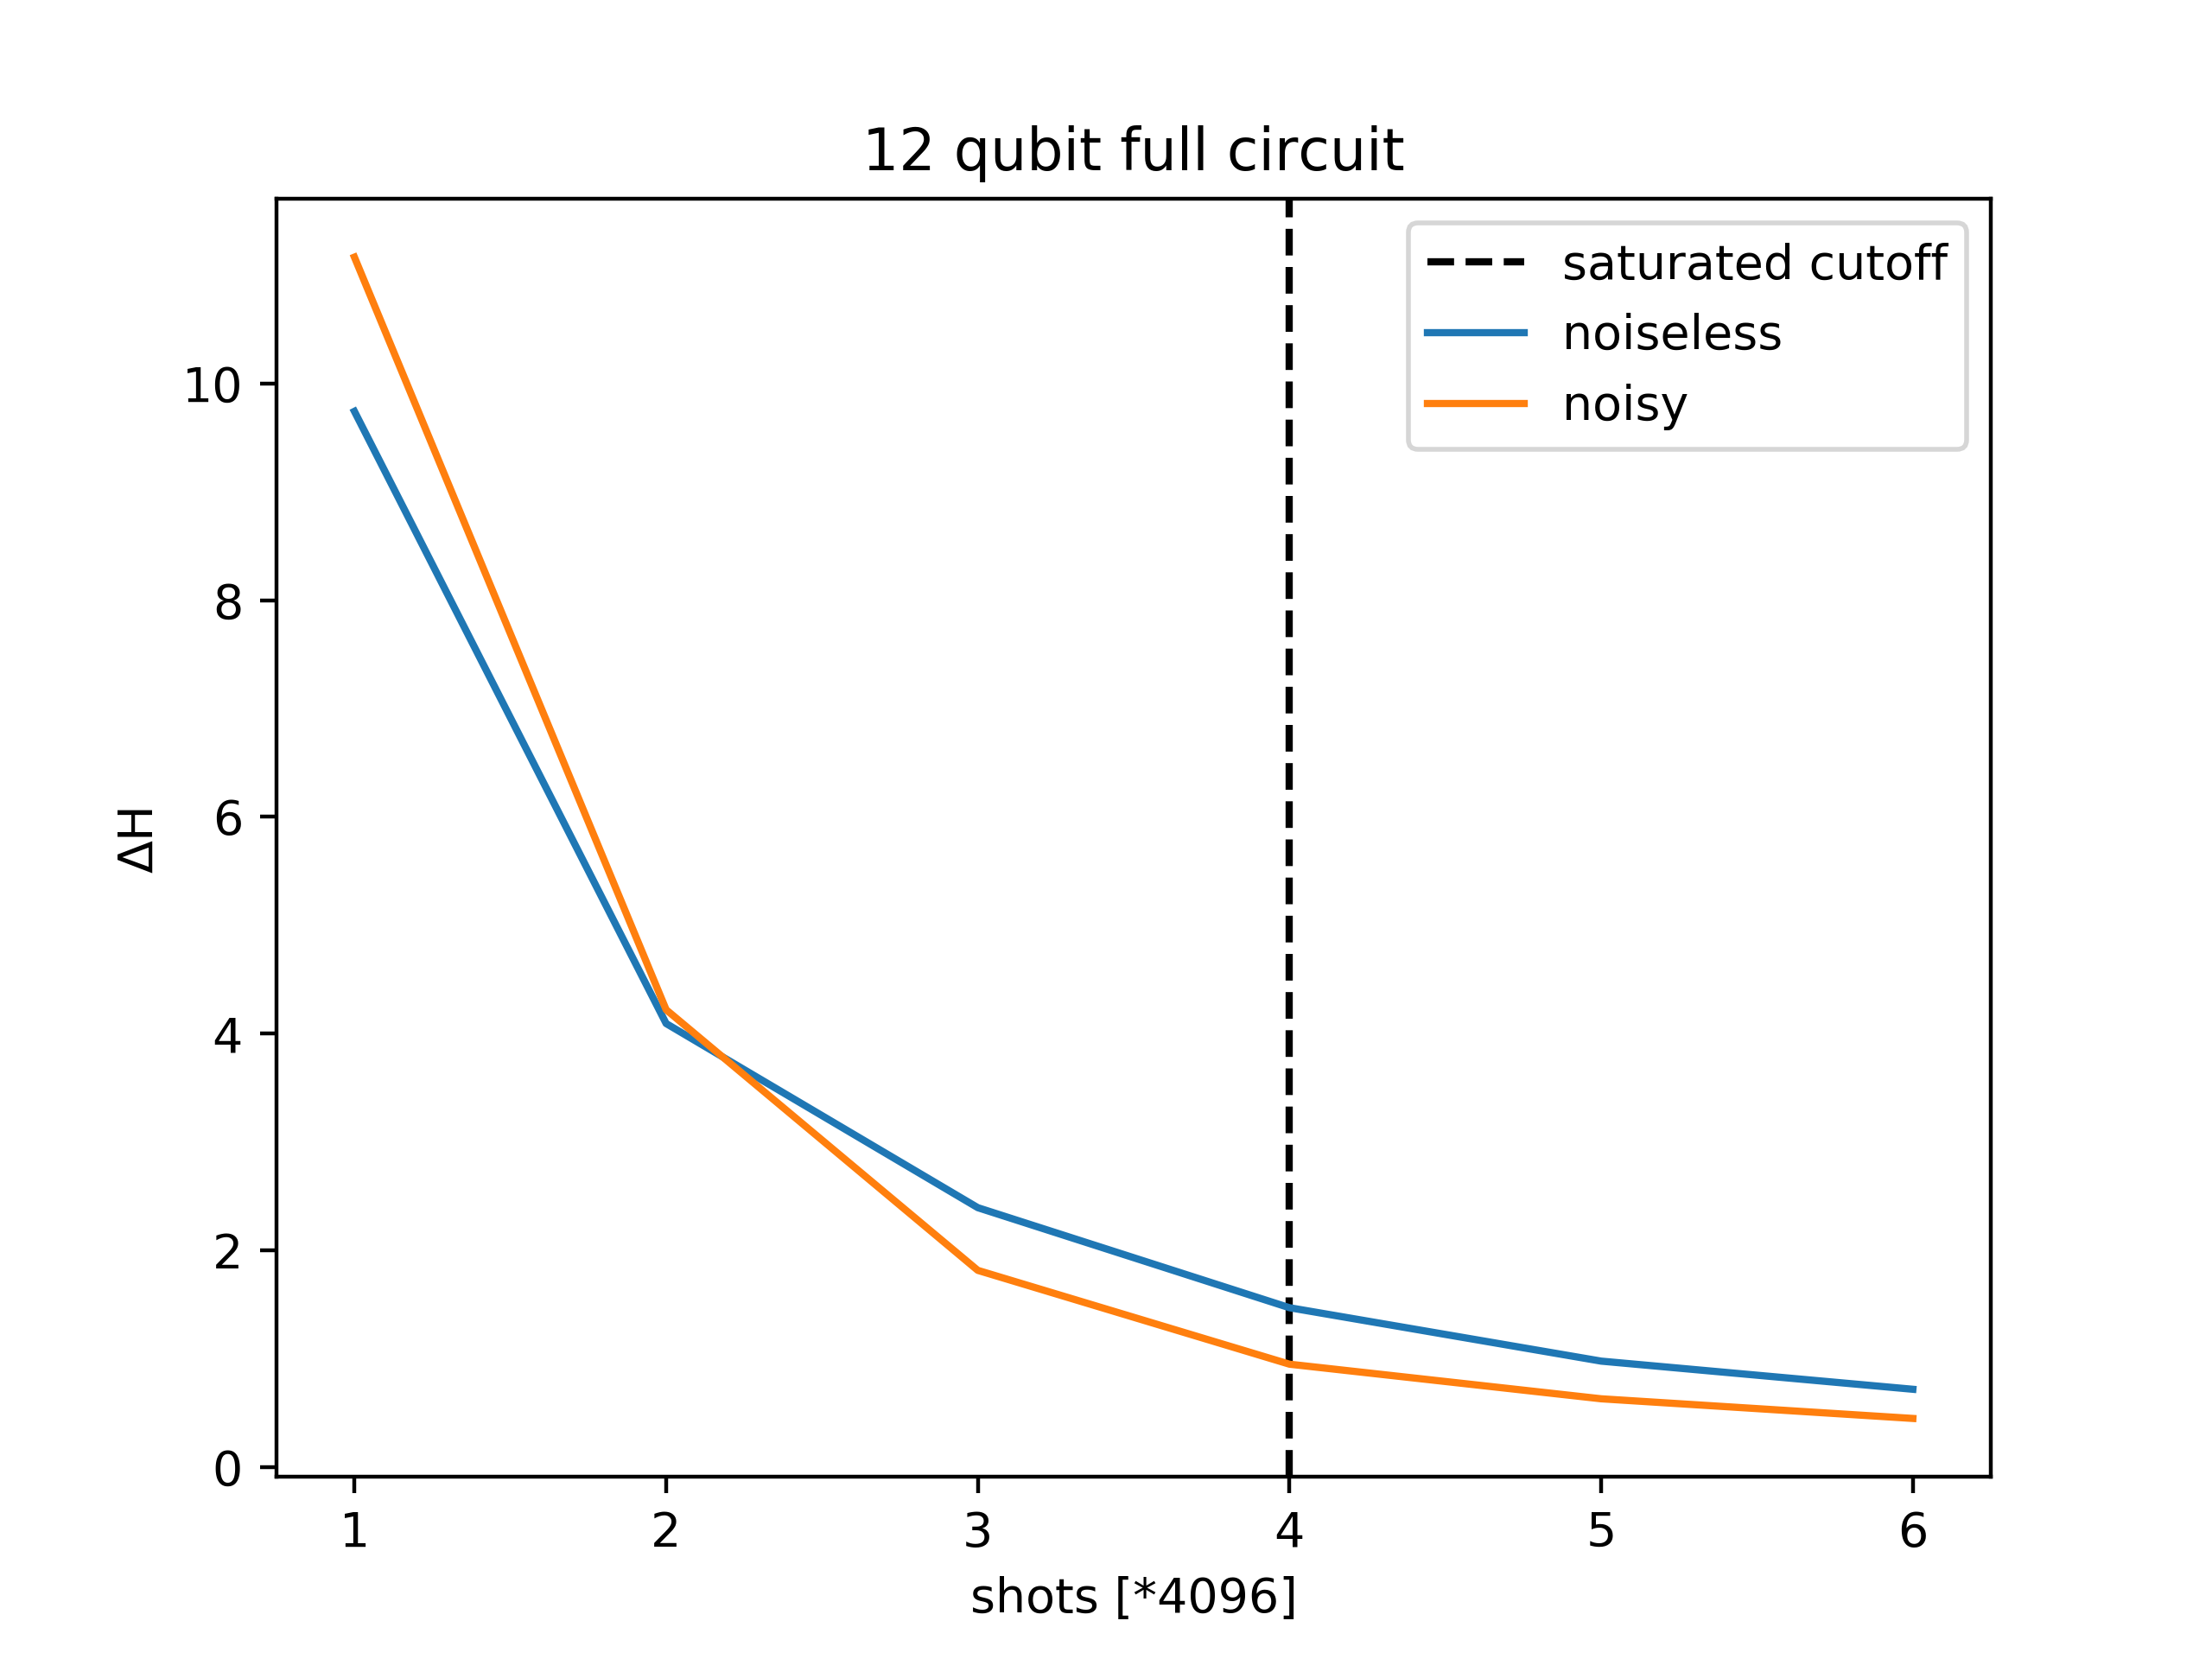 12 qubit full circuit
saturated cutoff
noiseless
noisy
ΔH
10
8
6
4
2
0
1 2 3 4 5 6
shots [*4096]